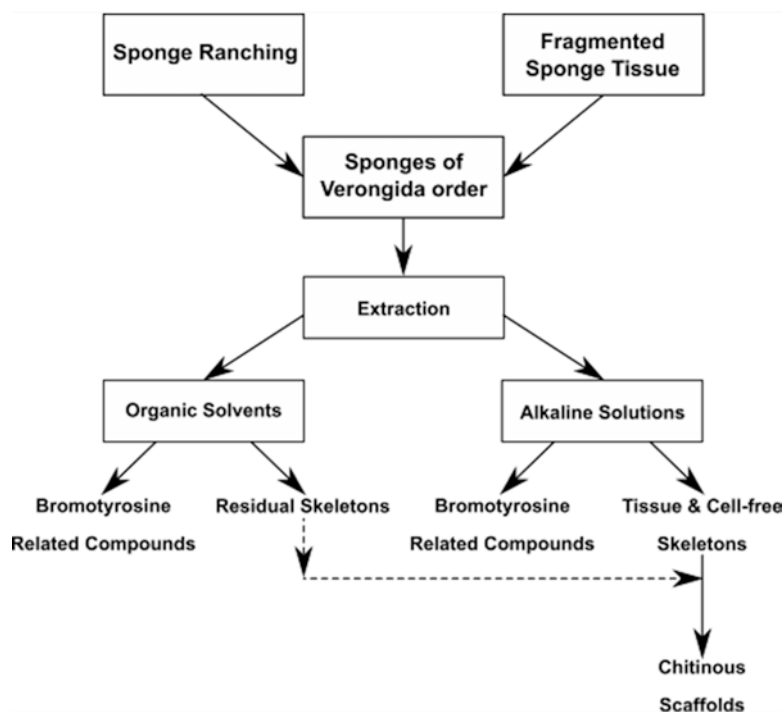 Sponge Ranching
Fragmented
Sponge Tissue
Sponges of
Verongida order
Extraction
Organic Solvents
Alkaline Solutions
Bromotyrosine
Related Compounds
Residual Skeletons
Bromotyrosine
Related Compounds
Tissue & Cell-free
Skeletons
Chitinous
Scaffolds